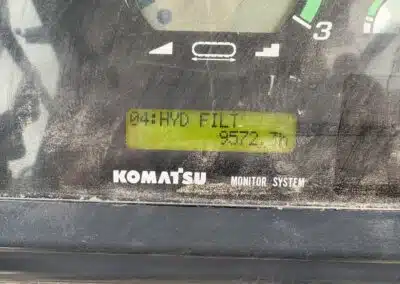 3
04:HYD FILT
9572.7h
KOMATSU MONITOR SYSTEM